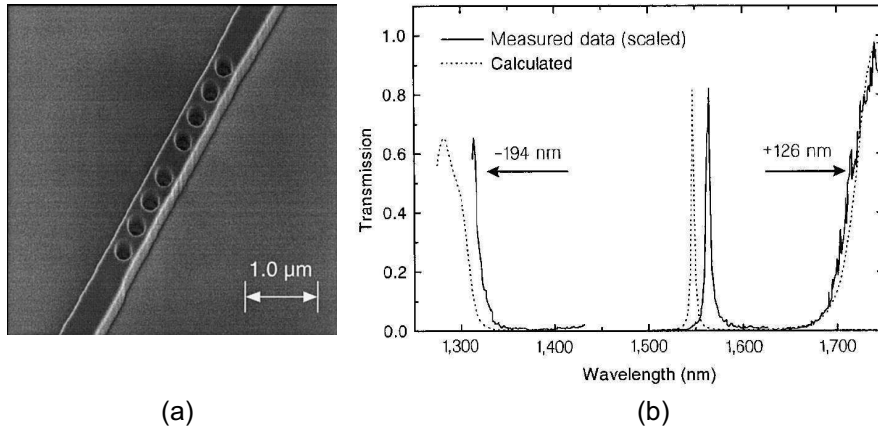 1.0 µm
(a)
Measured data (scaled)
Calculated
−194 nm
+126 nm
Transmission
1.0
0.8
0.6
0.4
0.2
0.0
1,300
1,400
1,500
1,600
1,700
Wavelength (nm)
(b)